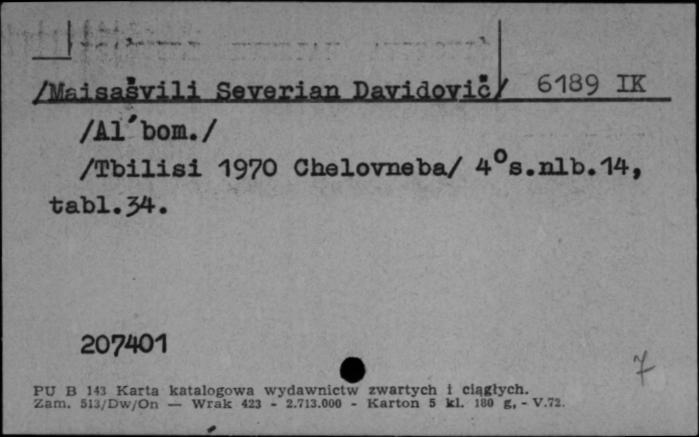 /Maisašvili Severian Davidovič/ 6189 IK
/Al'bom./
/Tbilisi 1970 Chelovneba/ 4°s.nlb.14,
tabl.34.
207401
7
PU B 143 Karta katalogowa wydawnictw zwartych i ciągłych.
Zam. 513/Dw/On — Wrak 423 - 2.713.000 - Karton 5 kl. 180 g, - V.72.